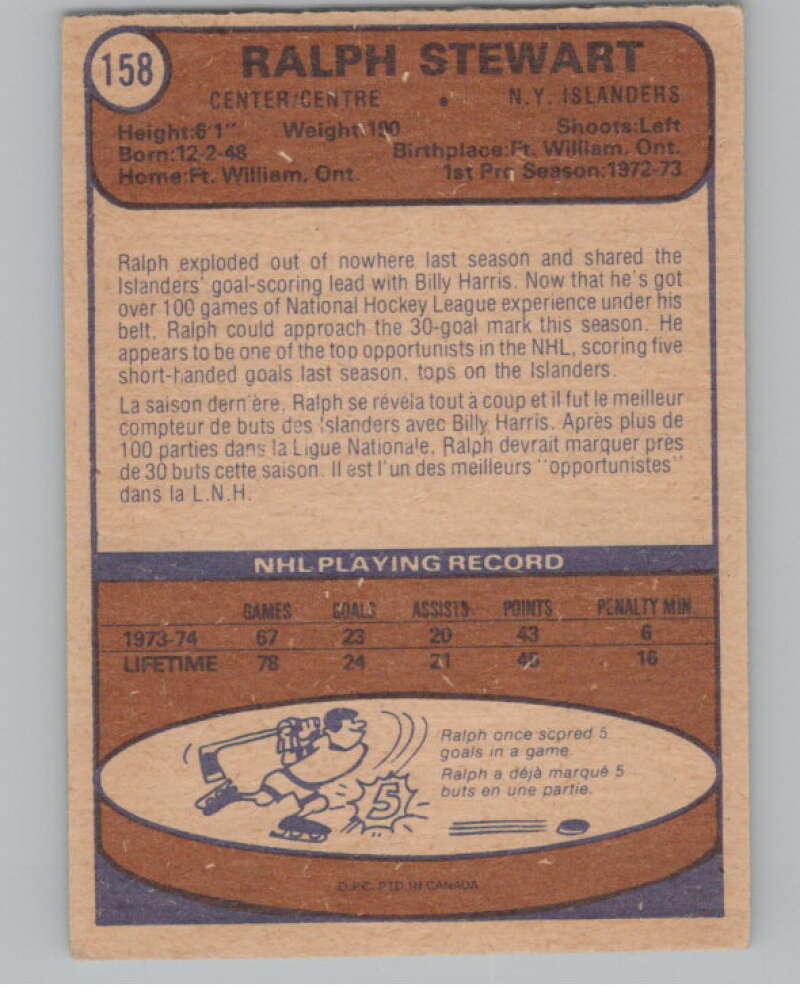 158
RALPH STEWART
CENTER/CENTRE • N.Y. ISLANDERS
Height:6'1" Weight:190 Shoots:Left
Born:12-2-48 Birthplace:Ft. William, Ont.
Home:Ft. William, Ont. 1st Pro Season:1972-73
Ralph exploded out of nowhere last season and shared the
Islanders' goal-scoring lead with Billy Harris. Now that he's got
over 100 games of National Hockey League experience under his
belt, Ralph could approach the 30-goal mark this season. He
appears to be one of the top opportunists in the NHL, scoring five
short-handed goals last season, tops on the Islanders.
La saison dernière, Ralph se révéla tout à coup et il fut le meilleur
compteur de buts des Islanders avec Billy Harris. Après plus de
100 parties dans la Ligue Nationale, Ralph devrait marquer près
de 30 buts cette saison. Il est l'un des meilleurs "opportunistes"
dans la L.N.H.
NHL PLAYING RECORD
GAMES GOALS ASSISTS POINTS PENALTY MIN.
1973-74 67 23 20 43 6
LIFETIME 78 24 21 45 16
Ralph once scored 5
goals in a game.
Ralph a déjà marqué 5
buts en une partie.
5
O.P.C. PTD IN CANADA